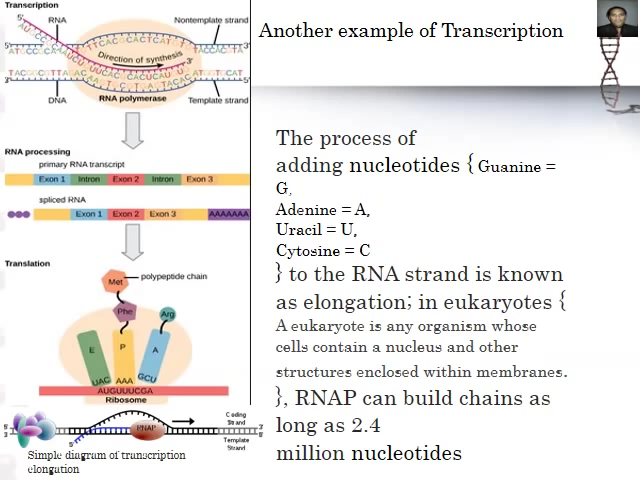 Another example of Transcription
Transcription
RNA
Nontemplate strand
5'
3'
Direction of synthesis
3'
5'
DNA
RNA polymerase
Template strand
RNA processing
primary RNA transcript
Exon 1 Intron Exon 2 Intron Exon 3
spliced RNA
Exon 1 Exon 2 Exon 3 AAAAAAA
Translation
polypeptide chain
Met
Phe
Arg
E P A
UAC AAA GCU
AUGUUUCGA
Ribosome
RNAP
Coding
Strand
Template
Strand
Simple diagram of transcription
elongation
The process of
adding nucleotides { Guanine =
G,
Adenine = A,
Uracil = U,
Cytosine = C
} to the RNA strand is known
as elongation; in eukaryotes {
A eukaryote is any organism whose
cells contain a nucleus and other
structures enclosed within membranes.
}, RNAP can build chains as
long as 2.4
million nucleotides